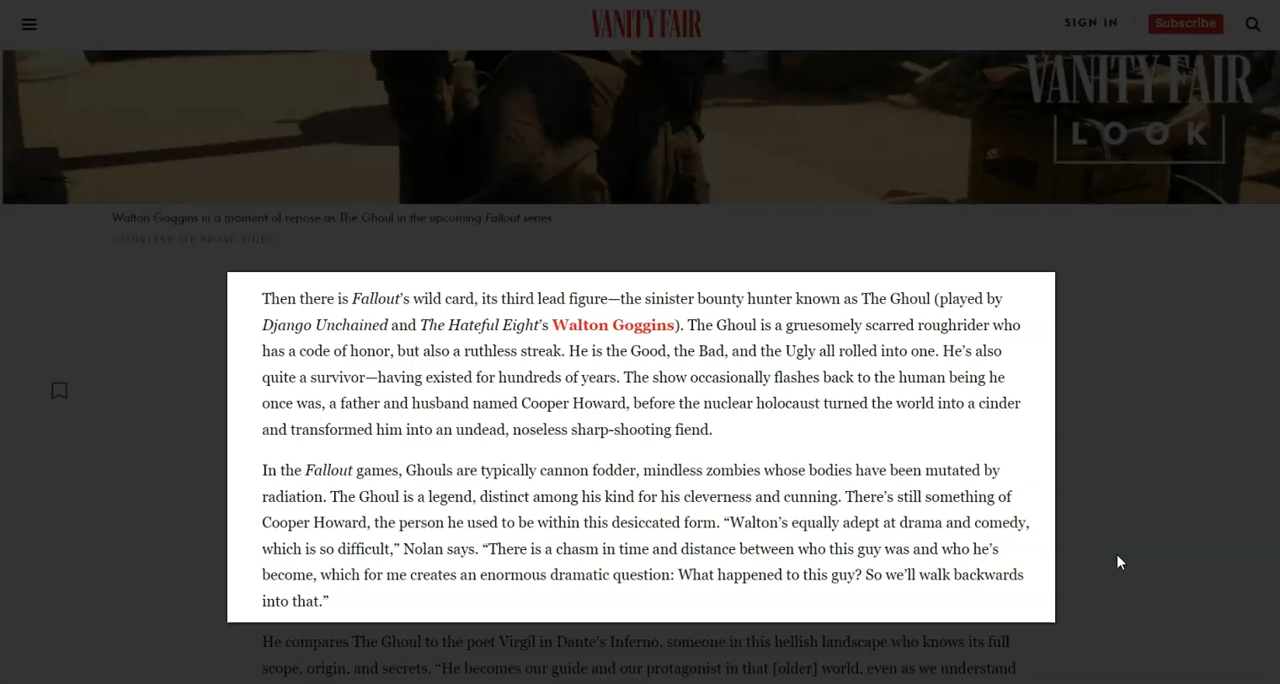 VANITY FAIR
SIGN IN
Subscribe
VANITY FAIR
LOOK
Walton Goggins in a moment of repose as The Ghoul in the upcoming Fallout series.
COURTESY OF PRIME VIDEO.
Then there is Fallout’s wild card, its third lead figure—the sinister bounty hunter known as The Ghoul (played by
Django Unchained and The Hateful Eight’s Walton Goggins). The Ghoul is a gruesomely scarred roughrider who
has a code of honor, but also a ruthless streak. He is the Good, the Bad, and the Ugly all rolled into one. He’s also
quite a survivor—having existed for hundreds of years. The show occasionally flashes back to the human being he
once was, a father and husband named Cooper Howard, before the nuclear holocaust turned the world into a cinder
and transformed him into an undead, noseless sharp-shooting fiend.
In the Fallout games, Ghouls are typically cannon fodder, mindless zombies whose bodies have been mutated by
radiation. The Ghoul is a legend, distinct among his kind for his cleverness and cunning. There’s still something of
Cooper Howard, the person he used to be within this desiccated form. “Walton’s equally adept at drama and comedy,
which is so difficult,” Nolan says. “There is a chasm in time and distance between who this guy was and who he’s
become, which for me creates an enormous dramatic question: What happened to this guy? So we’ll walk backwards
into that.”
He compares The Ghoul to the poet Virgil in Dante’s Inferno, someone in this hellish landscape who knows its full
scope, origin, and secrets. “He becomes our guide and our protagonist in that [older] world, even as we understand